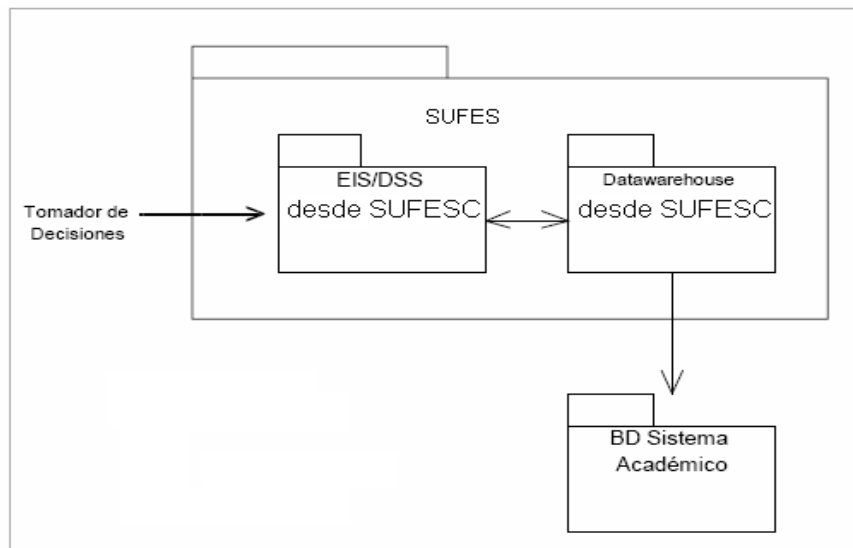 SUFES
EIS/DSS
desde SUFESC
Datawarehouse
desde SUFESC
Tomador de
Decisiones
BD Sistema
Académico